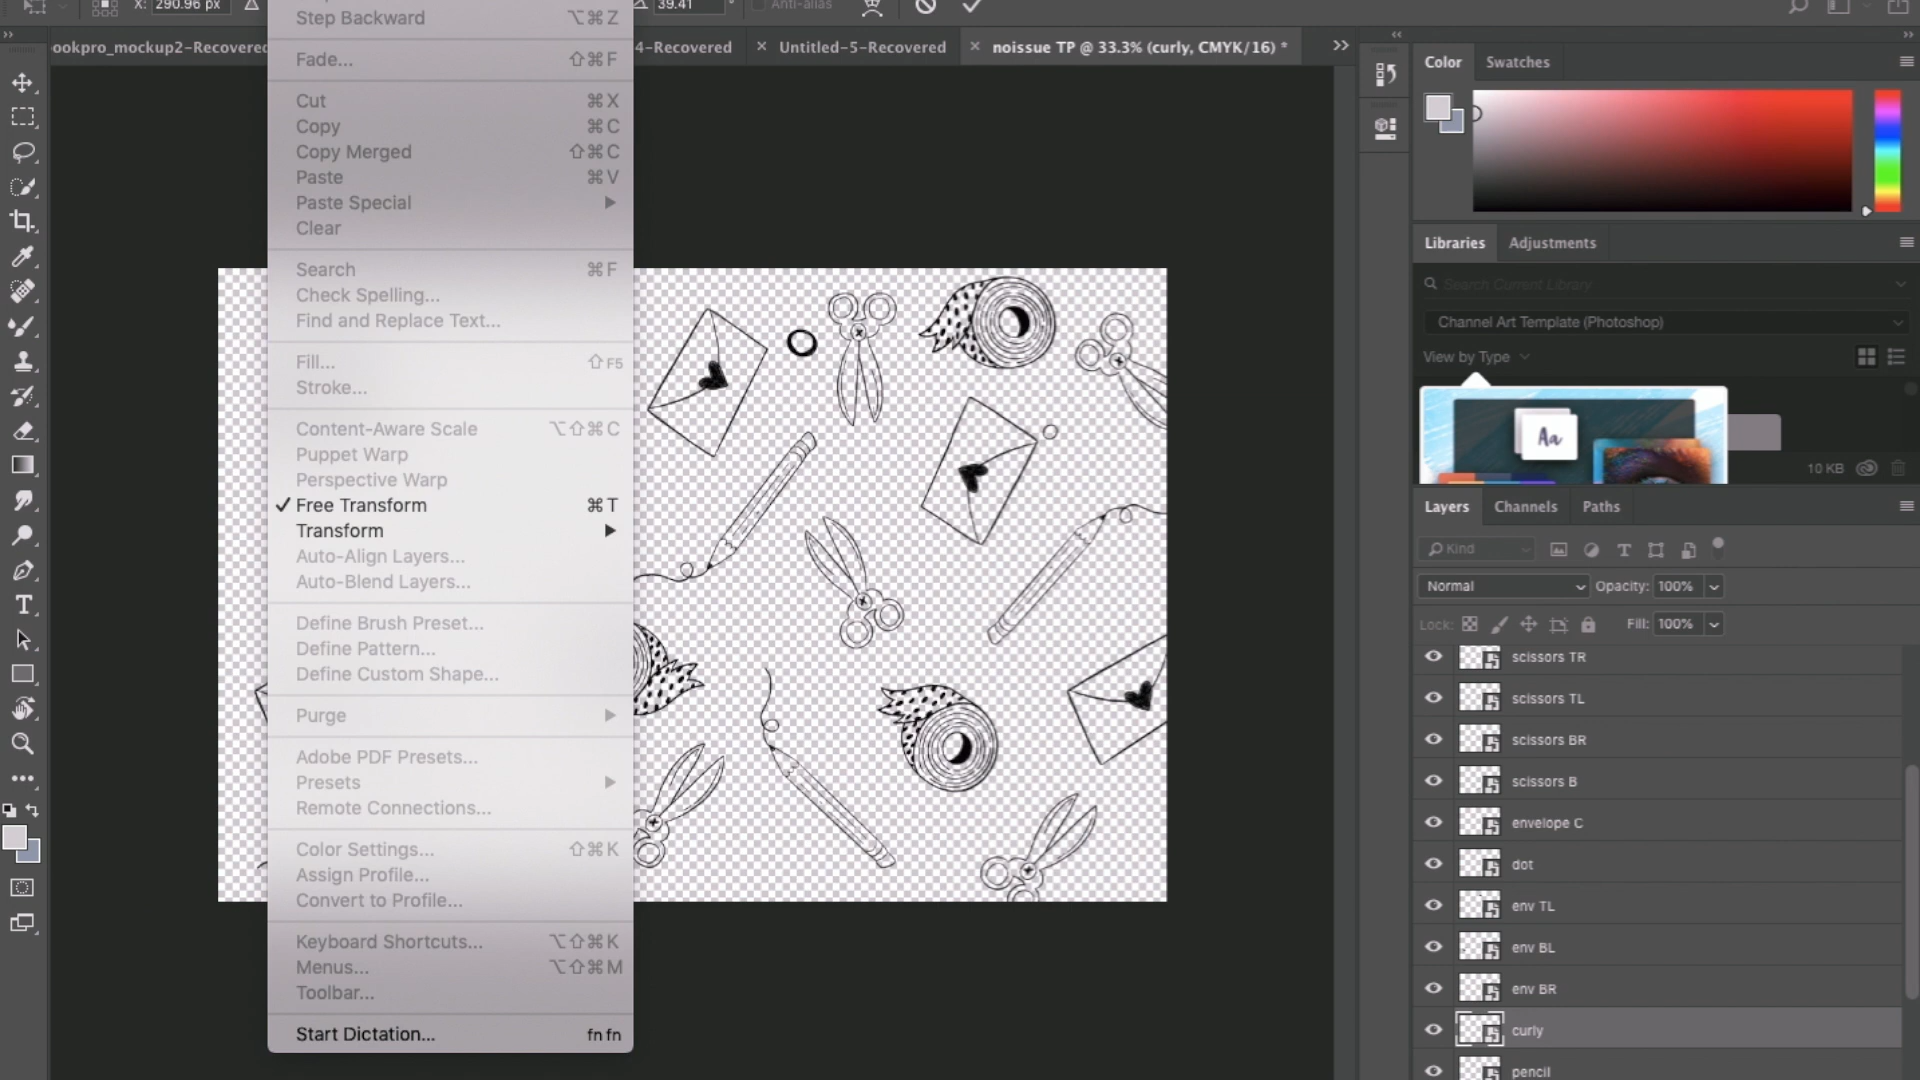 X: 290.96 px
39.41 °
Anti-alias
ookpro_mockup2-Recovered
4-Recovered
× Untitled-5-Recovered
× noissue TP @ 33.3% (curly, CMYK/16) *
Step Backward ⌥⌘Z
Fade... ⇧⌘F
Cut ⌘X
Copy ⌘C
Copy Merged ⇧⌘C
Paste ⌘V
Paste Special
Clear
Search ⌘F
Check Spelling...
Find and Replace Text...
Fill... ⇧F5
Stroke...
Content-Aware Scale ⌥⇧⌘C
Puppet Warp
Perspective Warp
✓ Free Transform ⌘T
Transform
Auto-Align Layers...
Auto-Blend Layers...
Define Brush Preset...
Define Pattern...
Define Custom Shape...
Purge
Adobe PDF Presets...
Presets
Remote Connections...
Color Settings... ⇧⌘K
Assign Profile...
Convert to Profile...
Keyboard Shortcuts... ⌥⇧⌘K
Menus... ⌥⇧⌘M
Toolbar...
Start Dictation... fn fn
Color Swatches
Libraries Adjustments
Search Current Library
Channel Art Template (Photoshop)
View by Type
Aa
10 KB
Layers Channels Paths
Kind
Normal Opacity: 100%
Lock: Fill: 100%
scissors TR
scissors TL
scissors BR
scissors B
envelope C
dot
env TL
env BL
env BR
curly
pencil